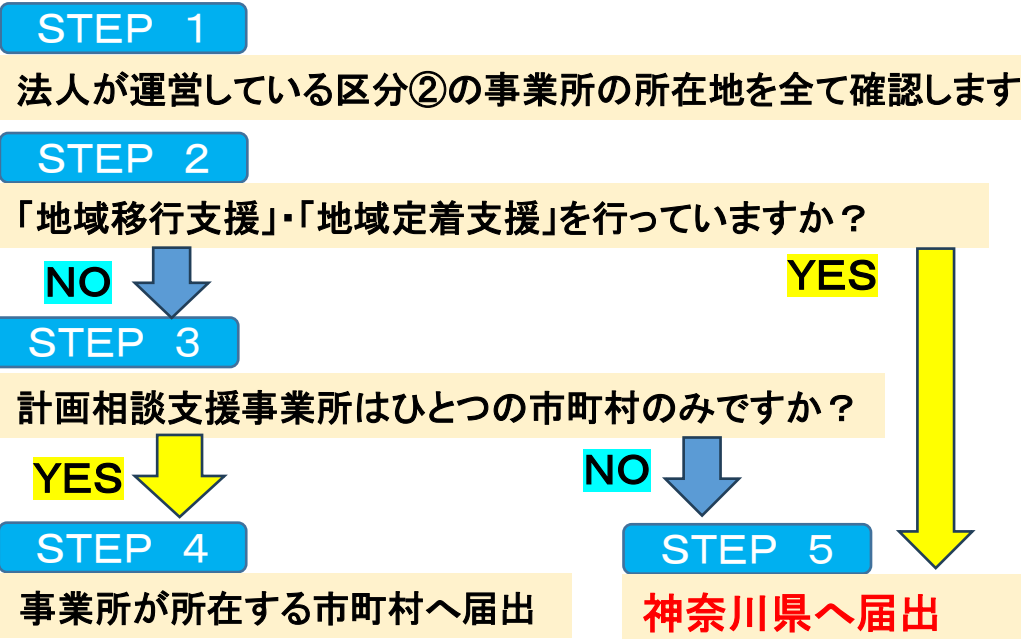 STEP 1
法人が運営している区分②の事業所の所在地を全て確認します
STEP 2
「地域移行支援」・「地域定着支援」を行っていますか？
NO
YES
STEP 3
計画相談支援事業所はひとつの市町村のみですか？
YES
NO
STEP 4
事業所が所在する市町村へ届出
STEP 5
神奈川県へ届出